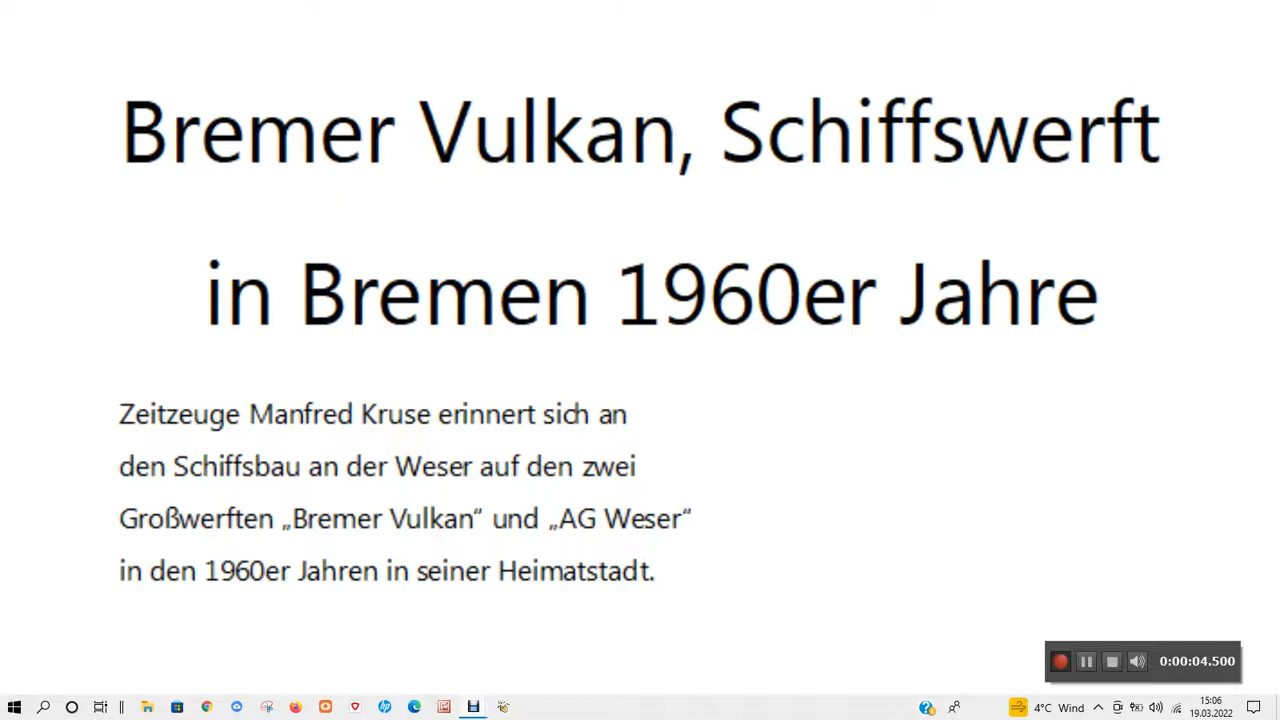 Bremer Vulkan, Schiffswerft
in Bremen 1960er Jahre
Zeitzeuge Manfred Kruse erinnert sich an
den Schiffsbau an der Weser auf den zwei
Großwerften „Bremer Vulkan“ und „AG Weser“
in den 1960er Jahren in seiner Heimatstadt.
0:00:04.500
4°C Wind
15:06
19.03.2022